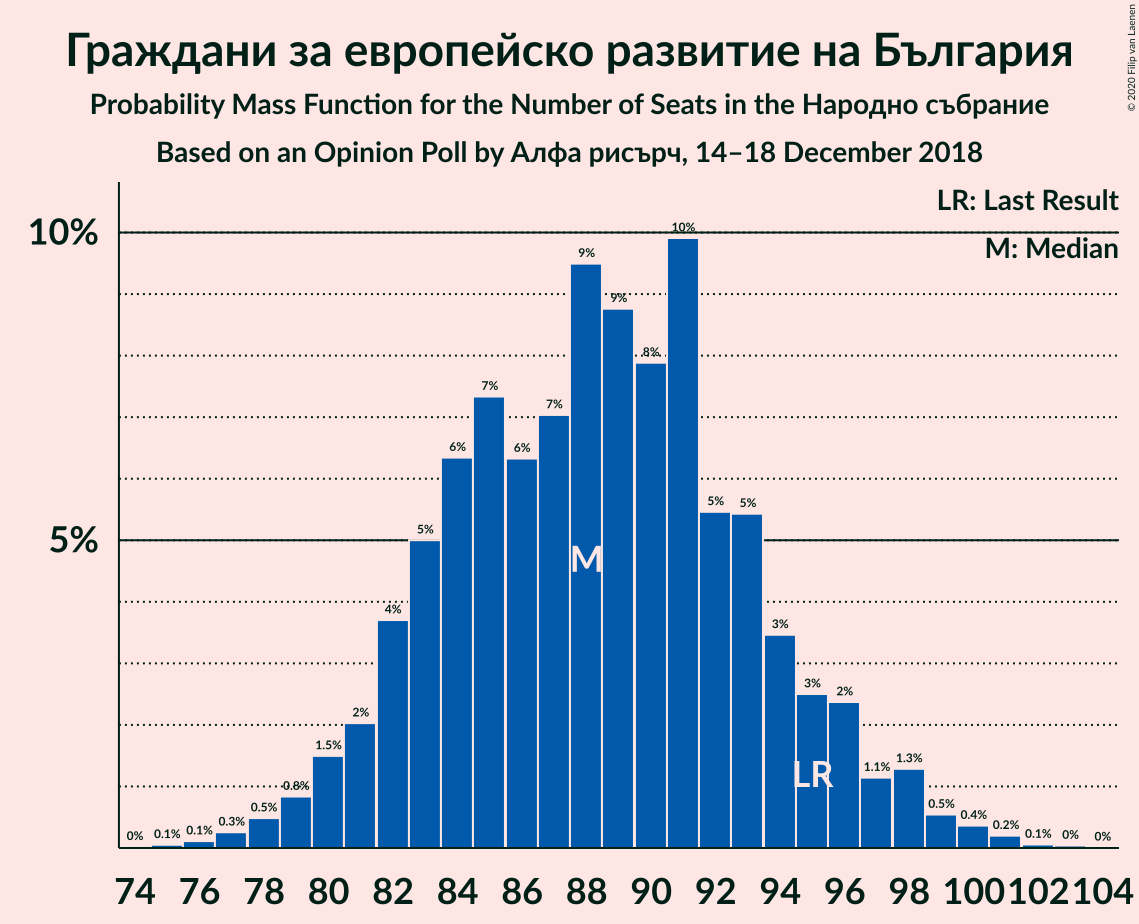 Граждани за европейско развитие на България
Probability Mass Function for the Number of Seats in the Народно събрание
Based on an Opinion Poll by Алфа рисърч, 14–18 December 2018
© 2020 Filip van Laenen
LR: Last Result
M: Median
10%
5%
0% 0.1% 0.1% 0.3% 0.5% 0.8% 1.5% 2% 4% 5% 6% 7% 6% 7% 9% 9% 8% 10% 5% 5% 3% 3% 2% 1.1% 1.3% 0.5% 0.4% 0.2% 0.1% 0% 0%
M
LR
74 76 78 80 82 84 86 88 90 92 94 96 98 100 102 104